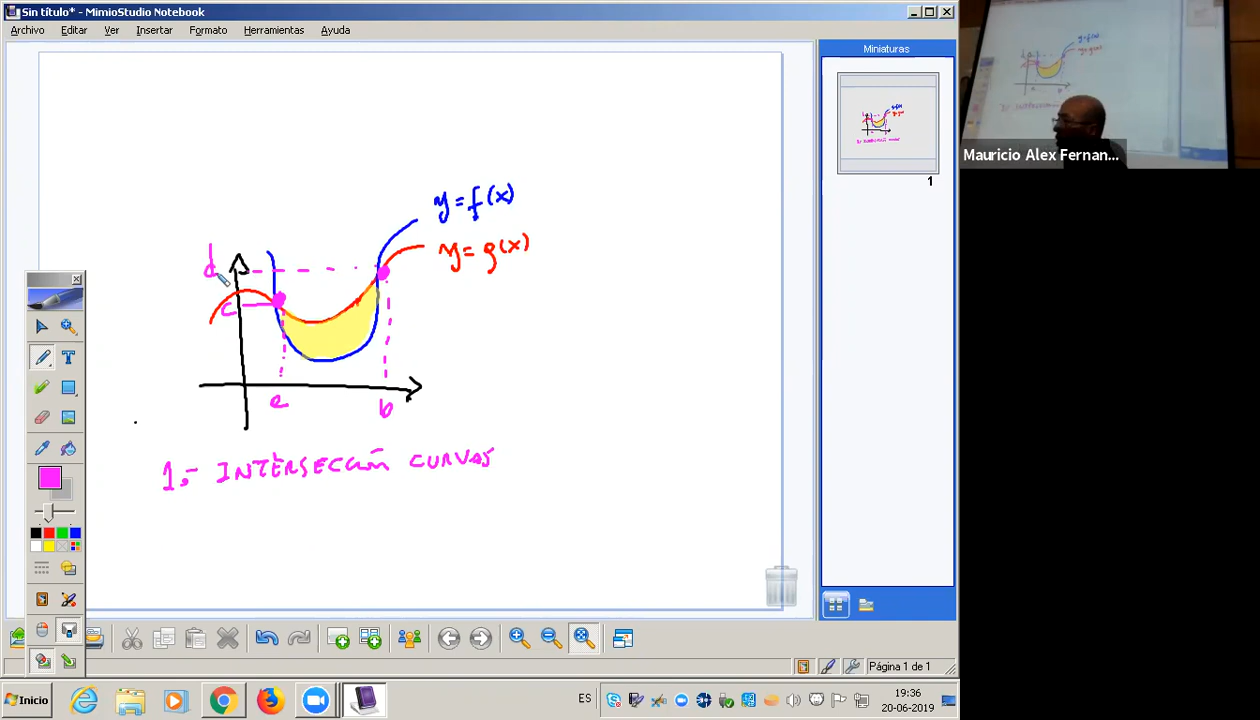 Sin título* - MimioStudio Notebook
Archivo Editar Ver Insertar Formato Herramientas Ayuda
Miniaturas
1
Mauricio Alex Fernan...
y=f(x)
y=g(x)
d
c
a b
1.- INTERSECCIÓN CURVAS
Página 1 de 1
Inicio
ES
19:36
20-06-2019